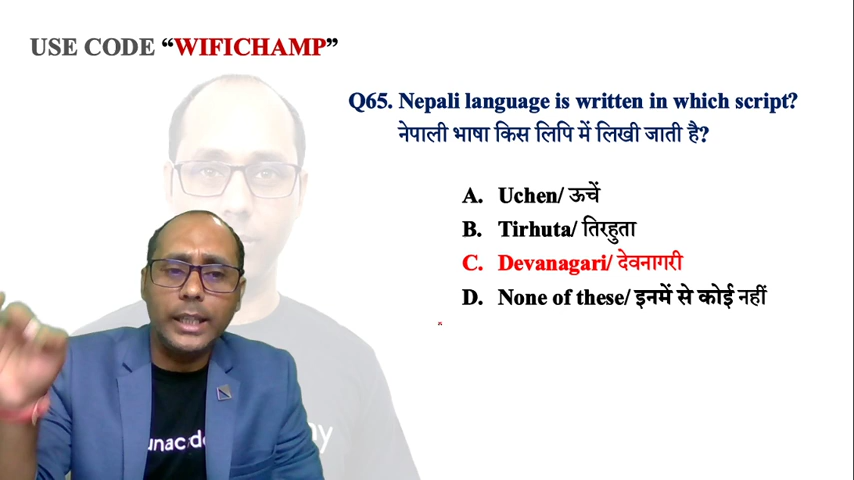 USE CODE “WIFICHAMP”
Q65. Nepali language is written in which script?
नेपाली भाषा किस लिपि में लिखी जाती है?
A. Uchen/ ऊचें
B. Tirhuta/ तिरहुता
C. Devanagari/ देवनागरी
D. None of these/ इनमें से कोई नहीं